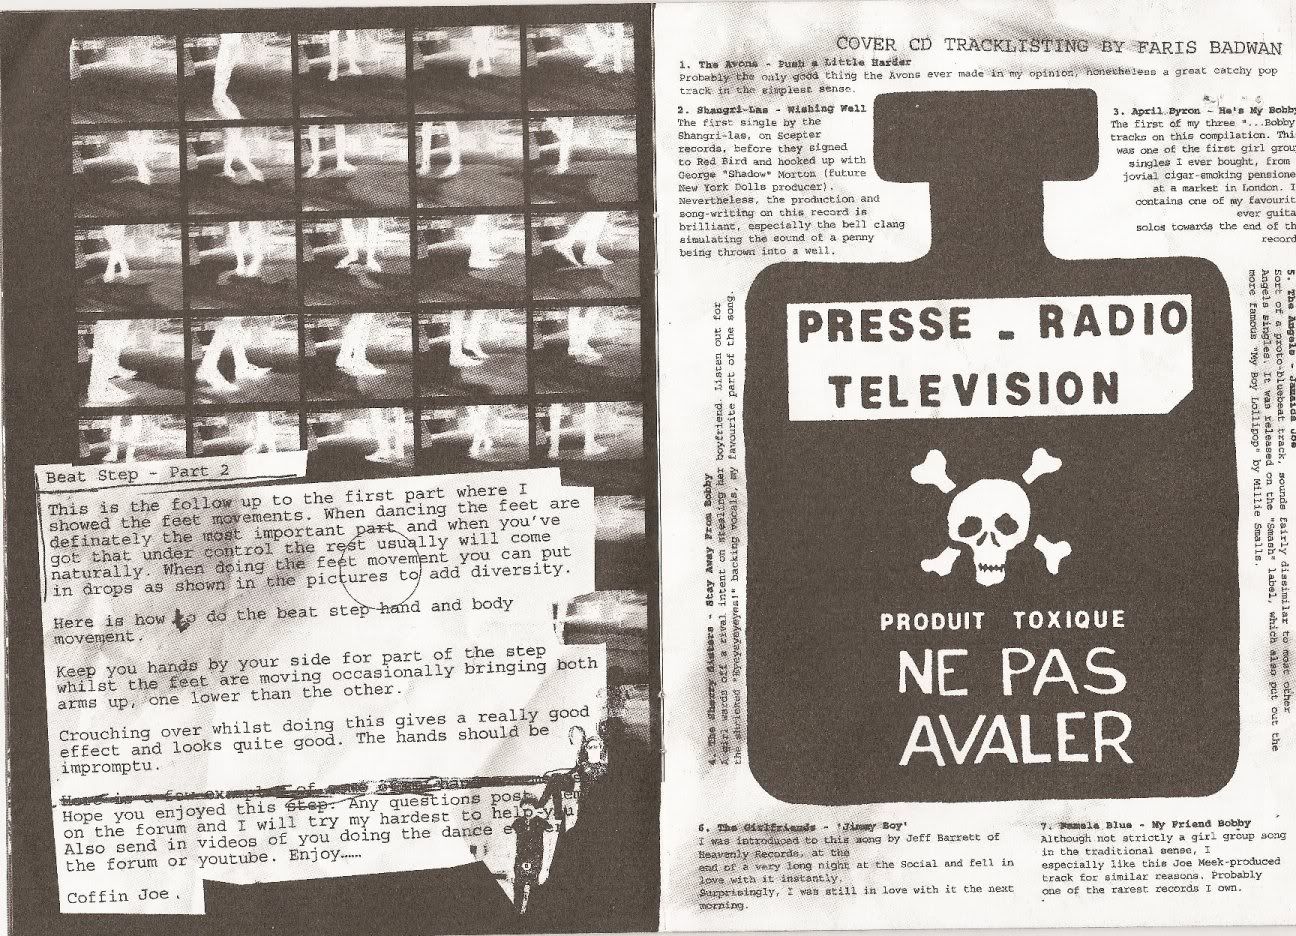 Beat Step - Part 2
This is the follow up to the first part where I
showed the feet movements. When dancing the feet are
definately the most important part and when you've
got that under control the rest usually will come
naturally. When doing the feet movement you can put
in drops as shown in the pictures to add diversity.
Here is how to do the beat step hand and body
movement.
Keep you hands by your side for part of the step
whilst the feet are moving occasionally bringing both
arms up, one lower than the other.
Crouching over whilst doing this gives a really good
effect and looks quite good. The hands should be
impromptu.
Here is a few of some
Hope you enjoyed this step. Any questions post
on the forum and I will try my hardest to help you
Also send in videos of you doing the dance
the forum or youtube. Enjoy.....
Coffin Joe.
COVER CD TRACKLISTING BY FARIS BADWAN
1. The Avons - Push a Little Harder
Probably the only good thing the Avons ever made in my opinion, nonetheless a great catchy pop
track in the simplest sense.
2. Shangri-Las - Wishing Well
The first single by the
Shangri-las, on Scepter
records, before they signed
to Red Bird and hooked up with
George "Shadow" Morton (future
New York Dolls producer).
Nevertheless, the production and
song-writing on this record is
brilliant, especially the bell clang
simulating the sound of a penny
being thrown into a well.
3. April Byron - He's My Bobby
The first of my three "...Bobby
tracks on this compilation. Thi
was one of the first girl grou
singles I ever bought, from
jovial cigar-smoking pensione
at a market in London. I
contains one of my favourit
ever guita
solos towards the end of th
record
4. The Sherry Sisters - Stay Away From Bobby
A girl wards off a rival intent on stealing her boyfriend. Listen out for
the shrieked "Eyeyeyeyeya!" backing vocals, my favourite part of the song.
5. The Angels - Jamaica Joe
Sort of a proto-bluebeat track, sounds fairly dissimilar to most other
Angels singles. It was released on the "Smash" label, which also put out the
more famous "My Boy Lollipop" by Millie Smalls.
PRESSE - RADIO
TELEVISION
PRODUIT TOXIQUE
NE PAS
AVALER
6. The Girlfriends - 'Jimmy Boy'
I was introduced to this song by Jeff Barrett of
Heavenly Records, at the
end of a very long night at the Social and fell in
love with it instantly.
Surprisingly, I was still in love with it the next
morning.
7. Pamela Blue - My Friend Bobby
Although not strictly a girl group song
in the traditional sense, I
especially like this Joe Meek-produced
track for similar reasons. Probably
one of the rarest records I own.